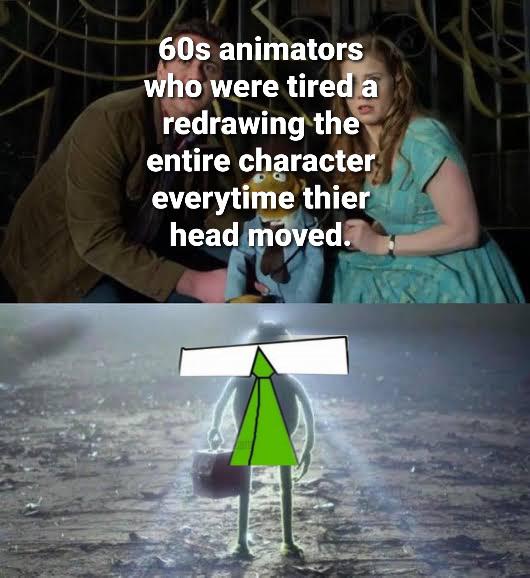 60s animators
who were tired a
redrawing the
entire character
everytime thier
head moved.